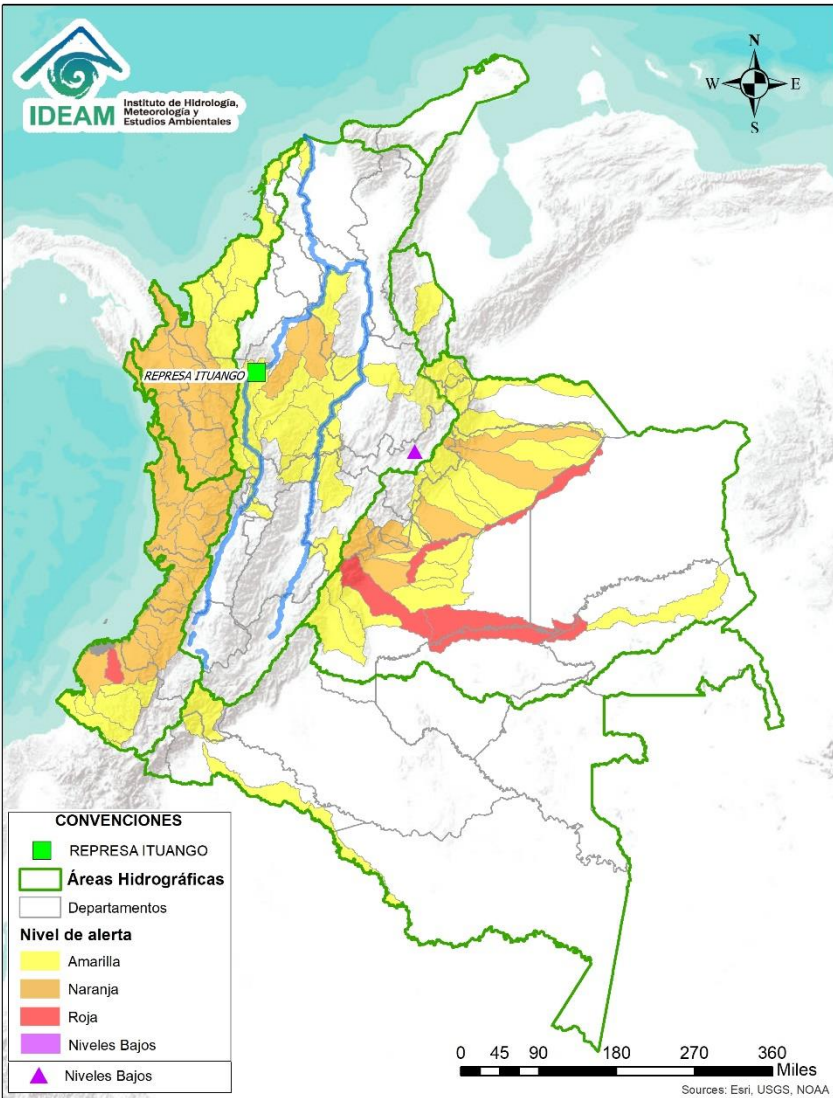 IDEAM
Instituto de Hidrología,
Meteorología y
Estudios Ambientales
N
W E
S
REPRESA ITUANGO
CONVENCIONES
REPRESA ITUANGO
Áreas Hidrográficas
Departamentos
Nivel de alerta
Amarilla
Naranja
Roja
Niveles Bajos
Niveles Bajos
0 45 90 180 270 360
Miles
Sources: Esri, USGS, NOAA